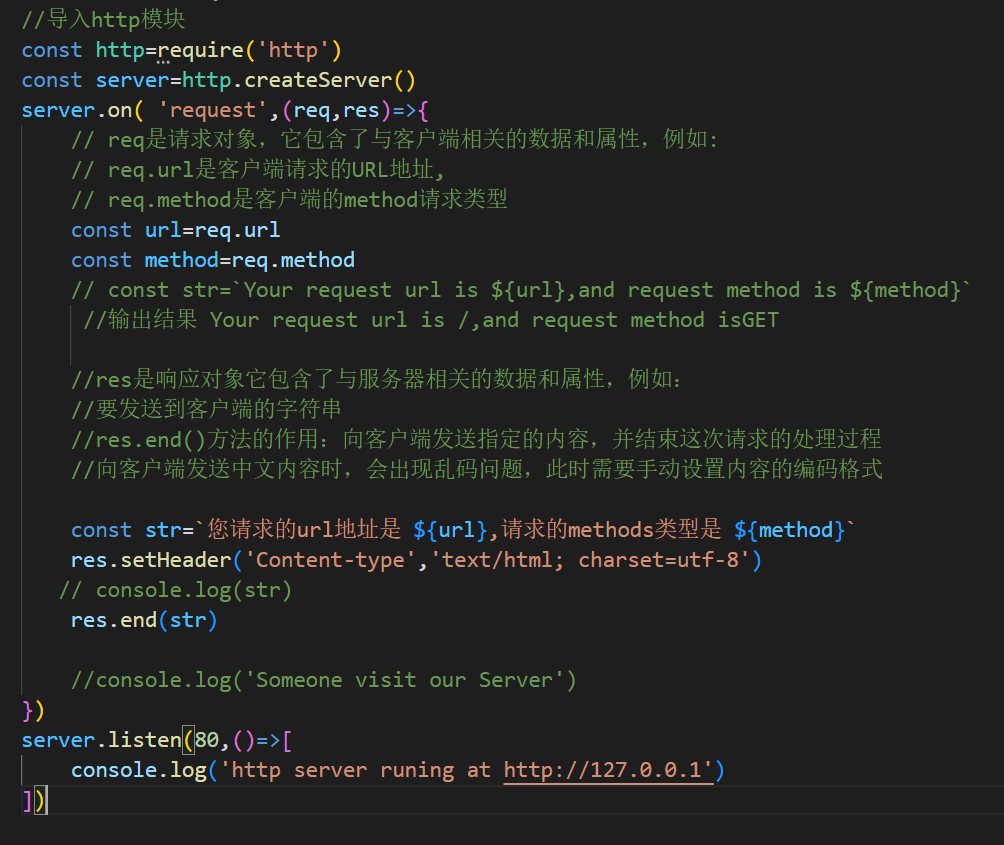 //导入http模块
const http=require('http')
const server=http.createServer()
server.on( 'request',(req,res)=>{
    // req是请求对象，它包含了与客户端相关的数据和属性，例如:
    // req.url是客户端请求的URL地址,
    // req.method是客户端的method请求类型
    const url=req.url
    const method=req.method
    // const str=`Your request url is ${url},and request method is ${method}`
     //输出结果 Your request url is /,and request method isGET
    //res是响应对象它包含了与服务器相关的数据和属性，例如：
    //要发送到客户端的字符串
    //res.end()方法的作用：向客户端发送指定的内容，并结束这次请求的处理过程
    //向客户端发送中文内容时，会出现乱码问题，此时需要手动设置内容的编码格式
    const str=`您请求的url地址是 ${url},请求的methods类型是 ${method}`
    res.setHeader('Content-type','text/html; charset=utf-8')
   // console.log(str)
    res.end(str)
    //console.log('Someone visit our Server')
})
server.listen(80,()=>[
    console.log('http server runing at http://127.0.0.1')
])